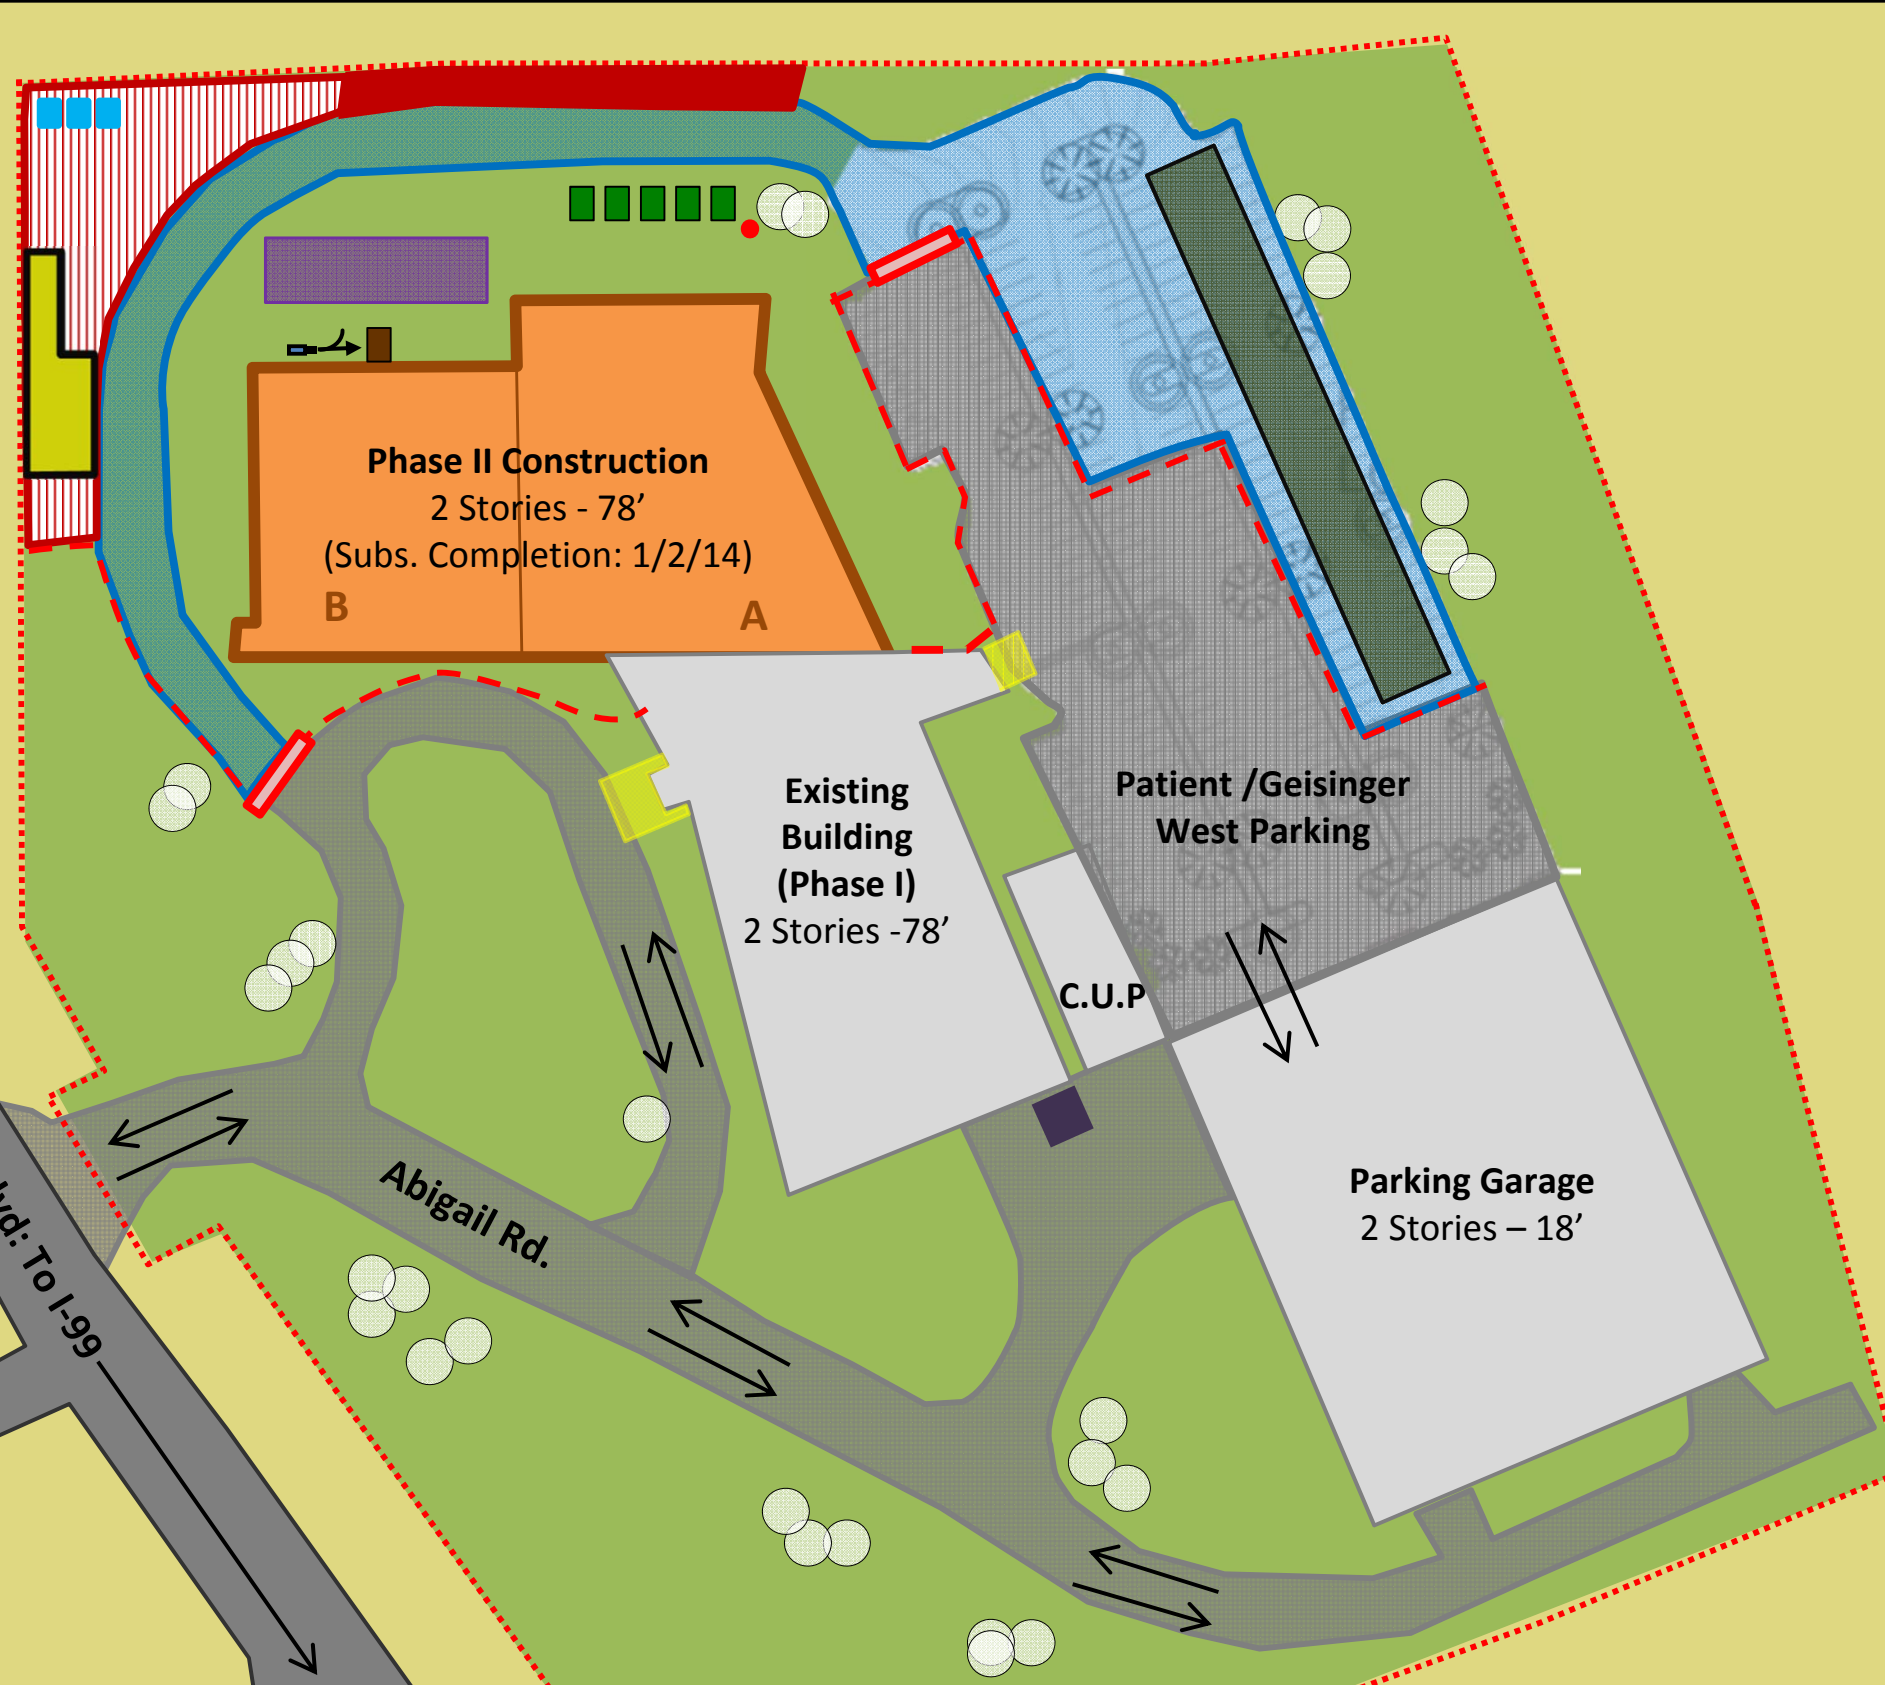 Phase II Construction
2 Stories - 78’
(Subs. Completion: 1/2/14)
B
A
Existing
Building
(Phase I)
2 Stories -78’
Patient /Geisinger
West Parking
C.U.P
Parking Garage
2 Stories – 18’
Abigail Rd.
To I-99